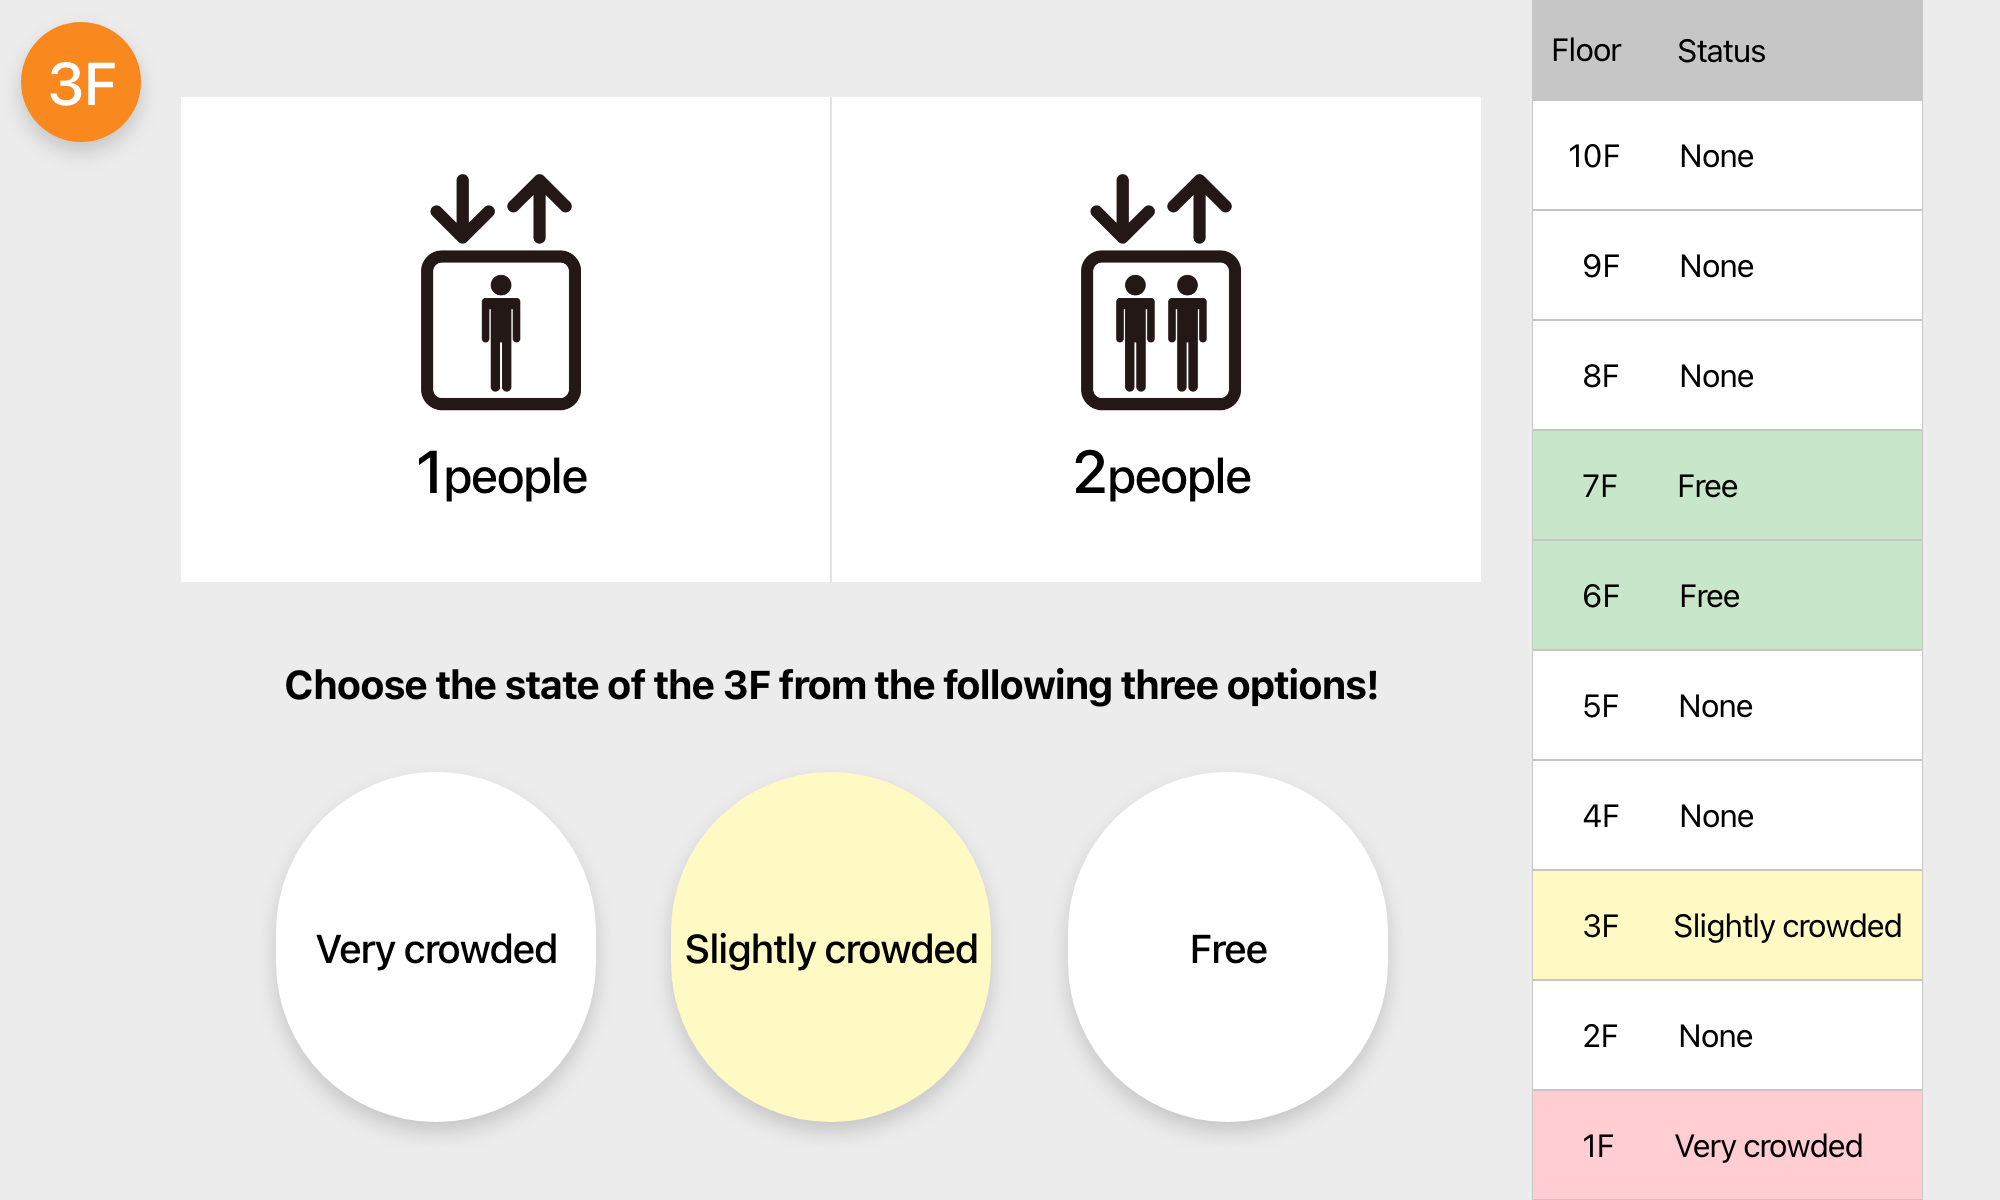 3F
1people
2people
Choose the state of the 3F from the following three options!
Very crowded
Slightly crowded
Free
Floor Status
10F None
9F None
8F None
7F Free
6F Free
5F None
4F None
3F Slightly crowded
2F None
1F Very crowded